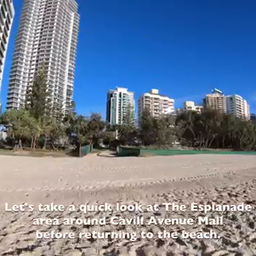 Let's take a quick look at The Esplanade
area around Cavill Avenue Mall
before returning to the beach.